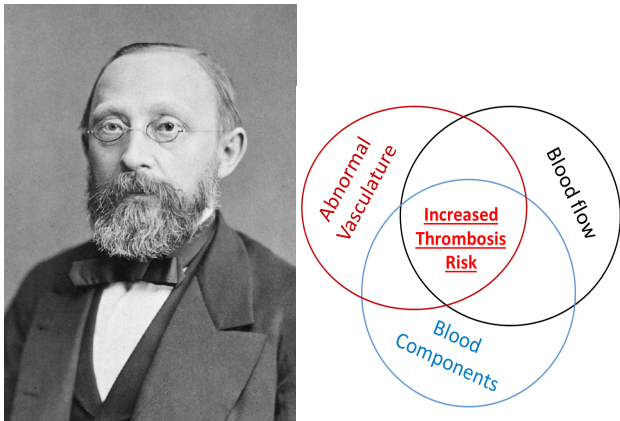 Abnormal
Vasculature
Blood flow
Increased
Thrombosis
Risk
Blood
Components